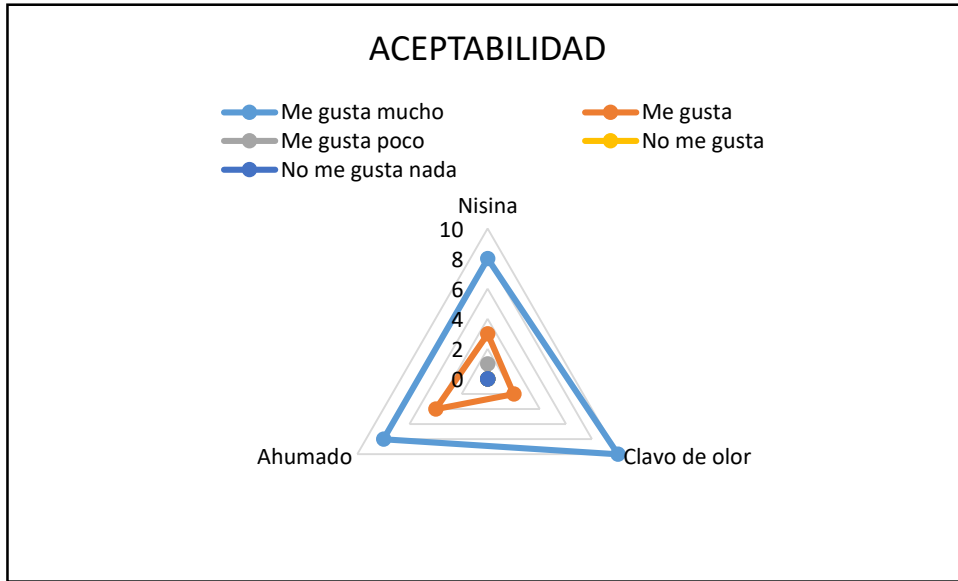 ACEPTABILIDAD
Me gusta mucho
Me gusta
Me gusta poco
No me gusta
No me gusta nada
Nisina
10
8
6
4
2
0
Ahumado
Clavo de olor